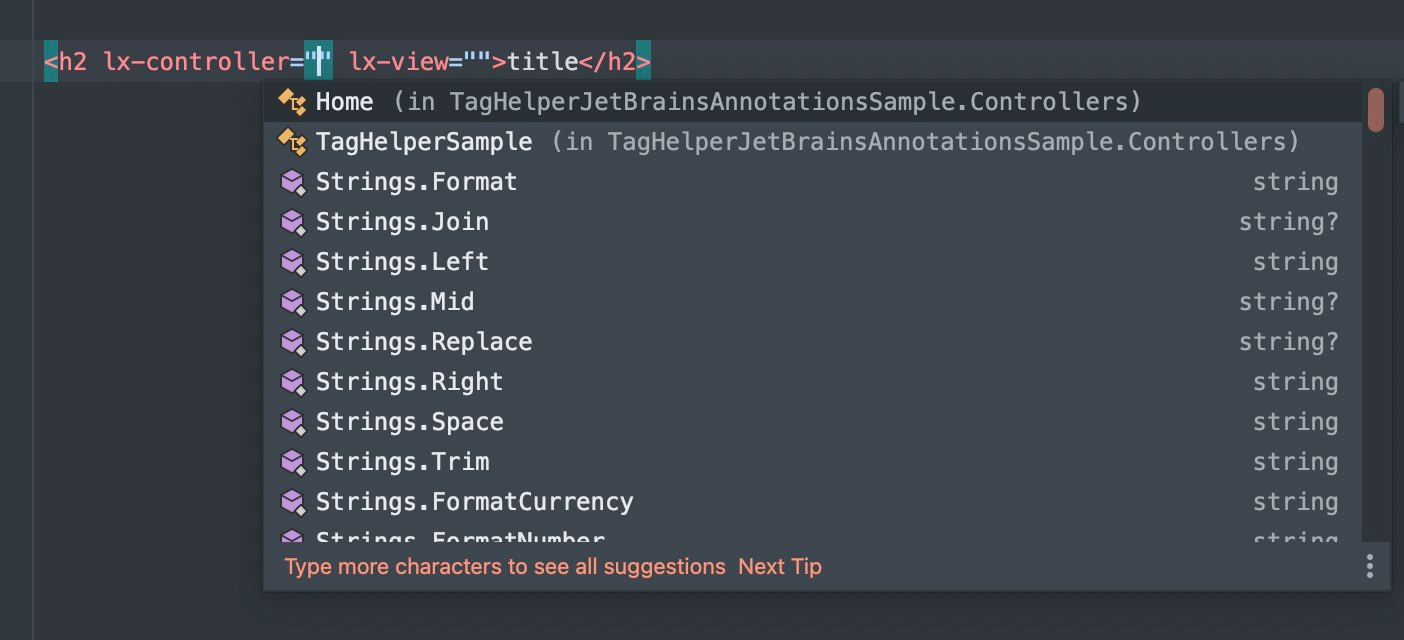 <h2 lx-controller="" lx-view="">title</h2>
Home (in TagHelperJetBrainsAnnotationsSample.Controllers)
TagHelperSample (in TagHelperJetBrainsAnnotationsSample.Controllers)
Strings.Format string
Strings.Join string?
Strings.Left string
Strings.Mid string?
Strings.Replace string?
Strings.Right string
Strings.Space string
Strings.Trim string
Strings.FormatCurrency string
Strings.FormatNumber string
Type more characters to see all suggestions Next Tip